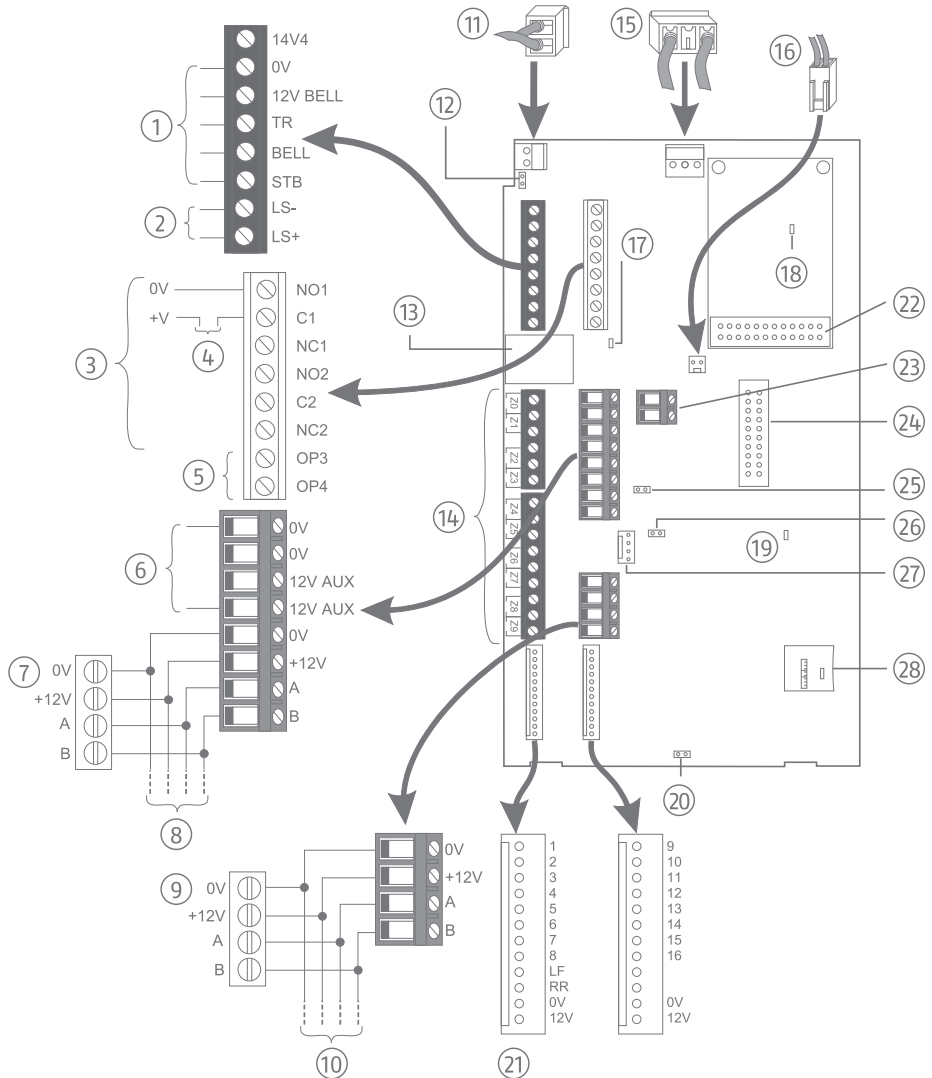 11
15
16
14V4
0V
12V BELL
TR
BELL
STB
LS-
LS+
1
2
12
17
18
0V
+V
NO1
C1
NC1
NO2
C2
NC2
OP3
OP4
3
4
5
13
22
23
24
Z0
Z1
Z2
Z3
Z4
Z5
Z6
Z7
Z8
Z9
14
25
26
19
27
28
20
0V
0V
12V AUX
12V AUX
0V
+12V
A
B
6
7
0V
+12V
A
B
8
9
0V
+12V
A
B
0V
+12V
A
B
10
1
2
3
4
5
6
7
8
LF
RR
0V
12V
21
9
10
11
12
13
14
15
16
0V
12V